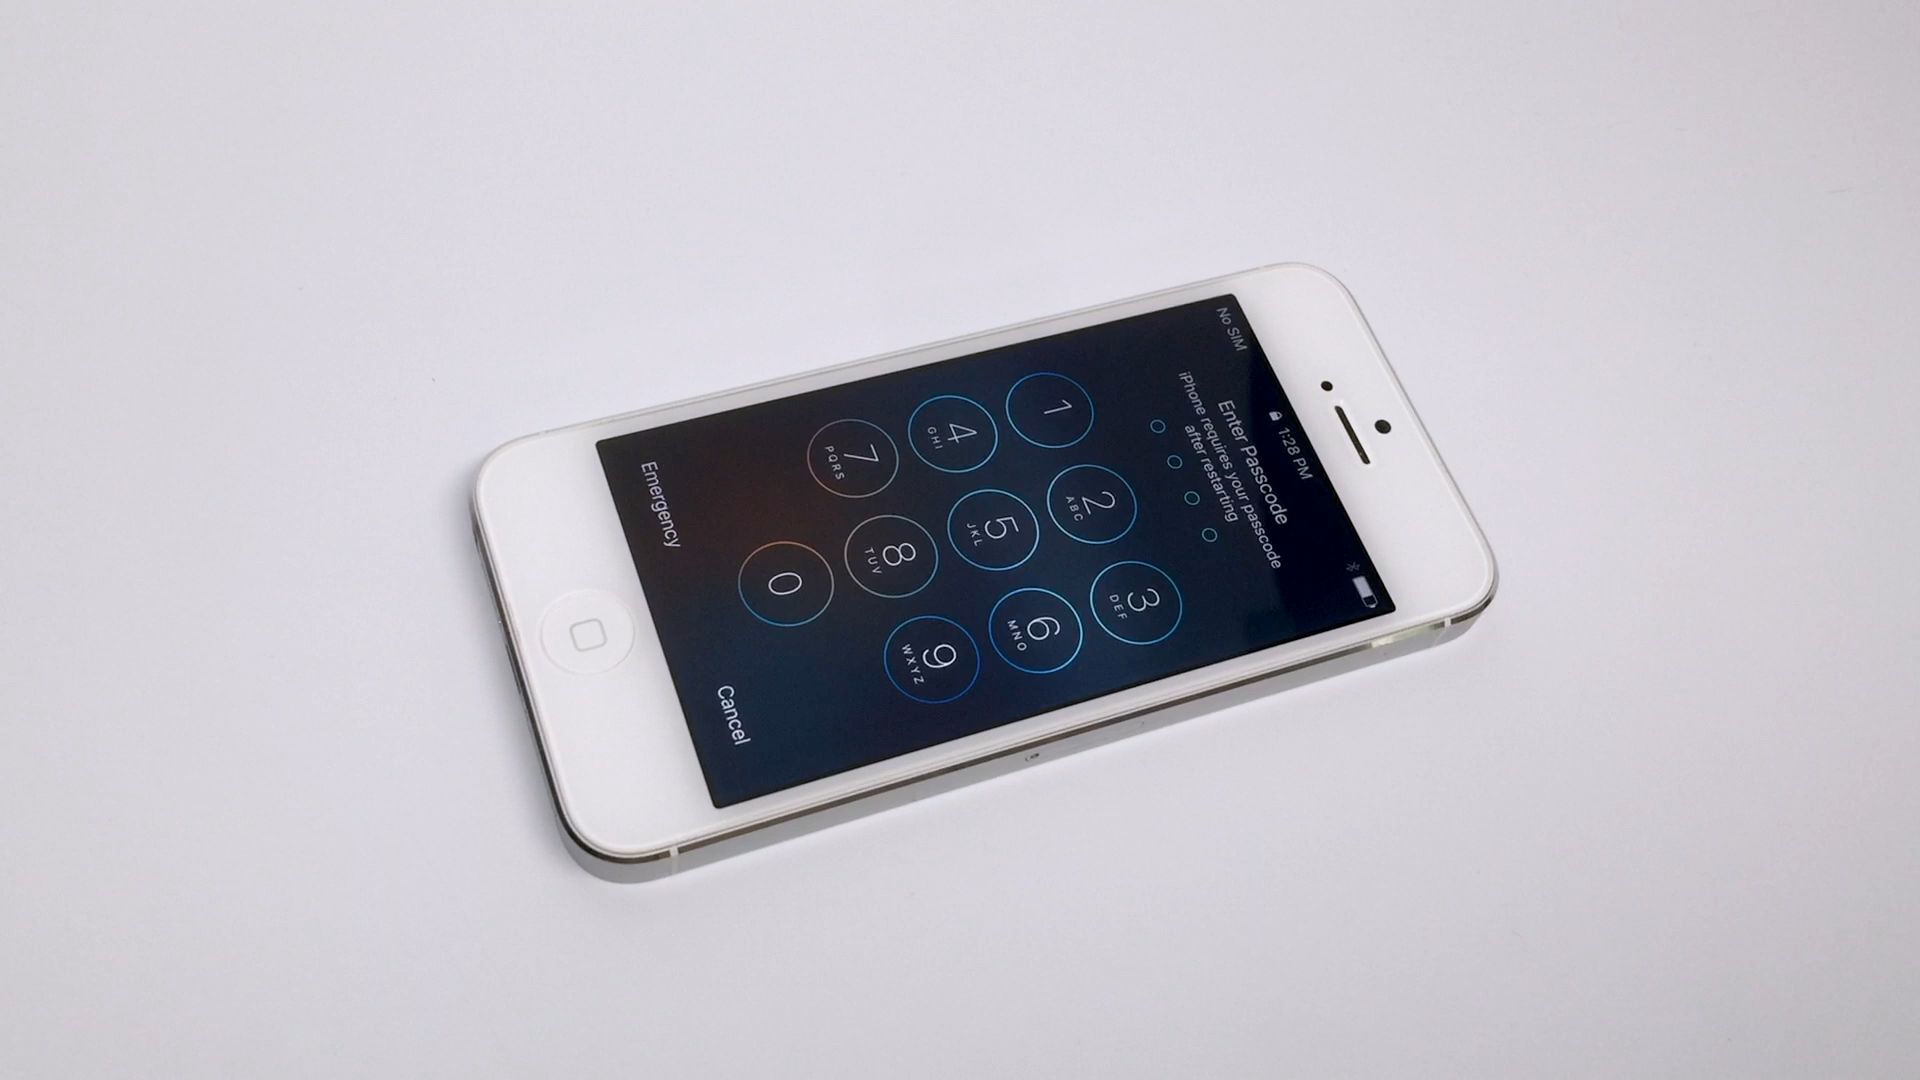 No SIM
1:28 PM
Enter Passcode
iPhone requires your passcode
after restarting
1
2
ABC
3
DEF
4
GHI
5
JKL
6
MNO
7
PQRS
8
TUV
9
WXYZ
0
Emergency
Cancel